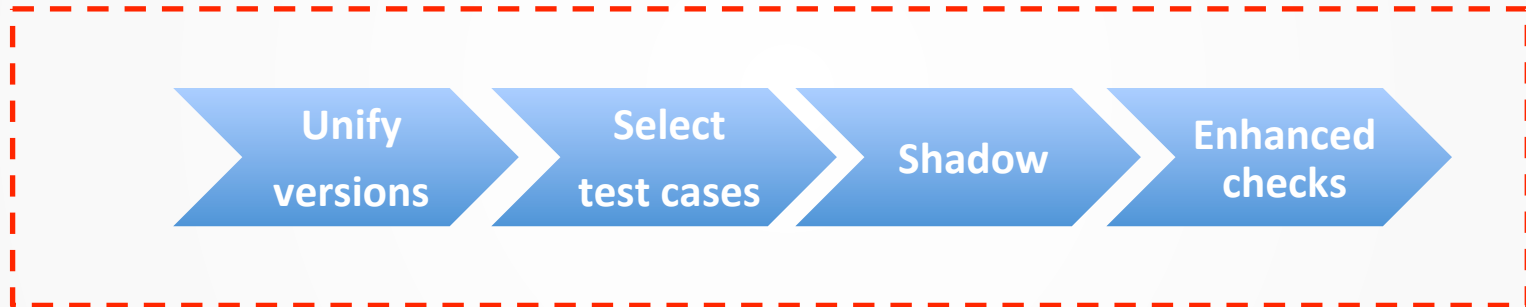 Unify
versions
Select
test cases
Shadow
Enhanced
checks